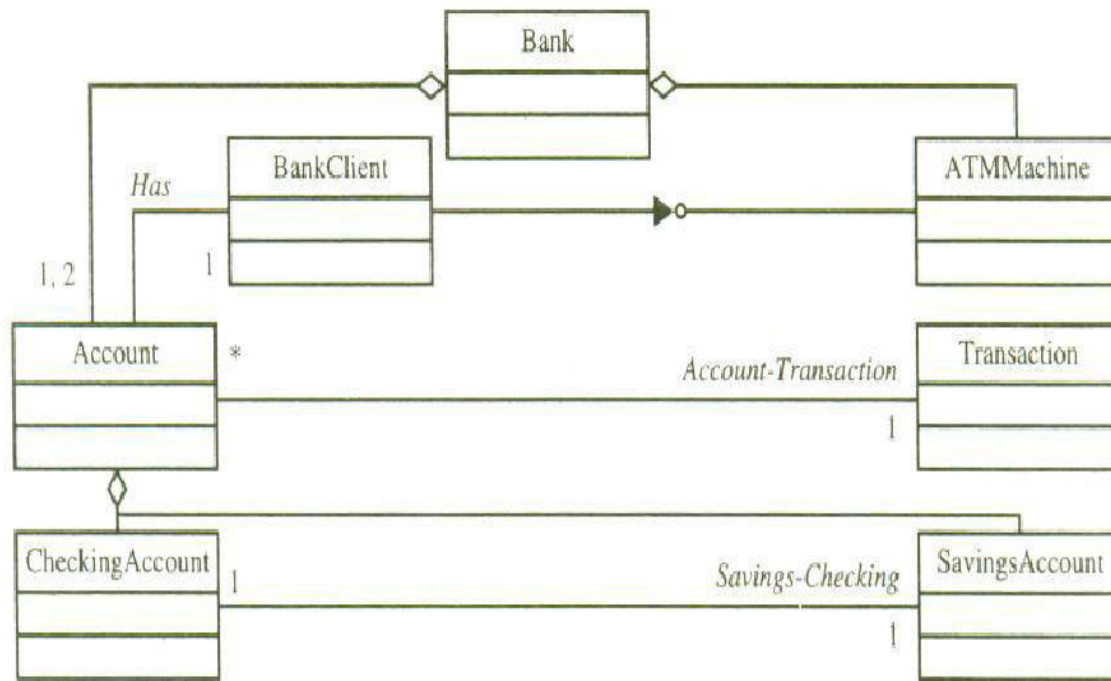 Bank
BankClient
ATMMachine
Has
1, 2
1
Account
*
Transaction
Account-Transaction
1
CheckingAccount
1
Savings-Checking
SavingsAccount
1